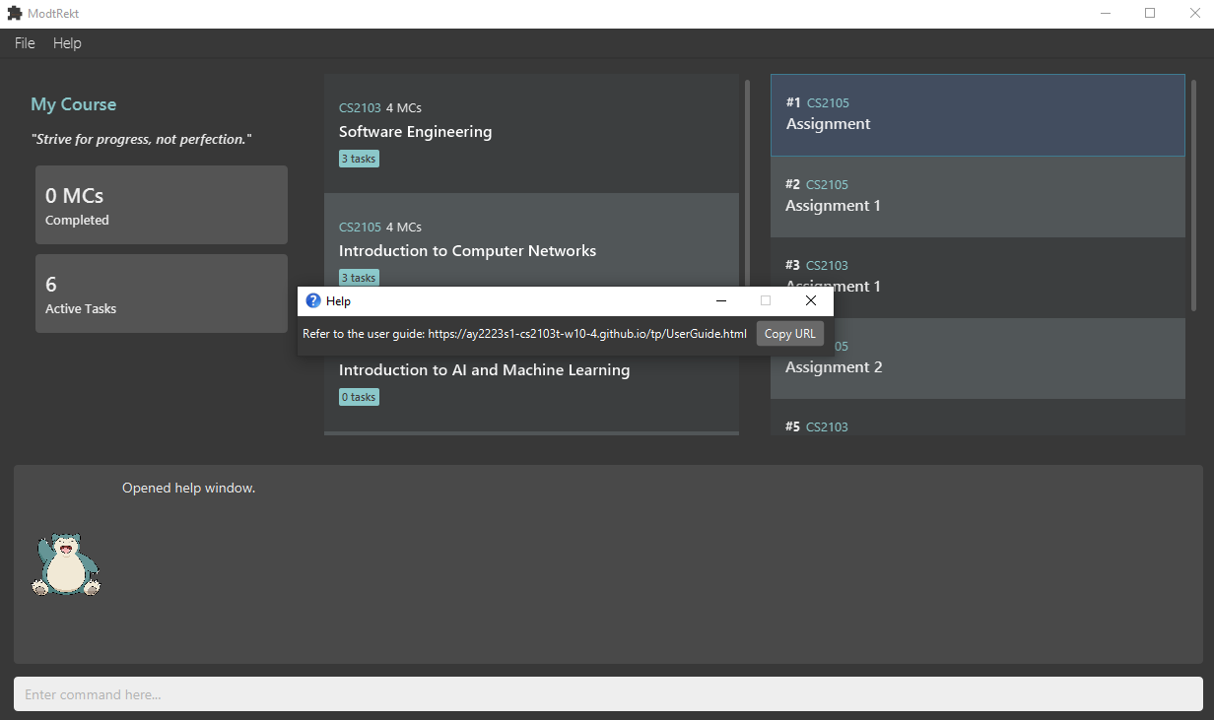 ModtRekt
File Help
My Course
"Strive for progress, not perfection."
0 MCs
Completed
6
Active Tasks
CS2103 4 MCs
Software Engineering
3 tasks
CS2105 4 MCs
Introduction to Computer Networks
3 tasks
Introduction to AI and Machine Learning
0 tasks
#1 CS2105
Assignment
#2 CS2105
Assignment 1
#3 CS2103
Assignment 1
05
Assignment 2
#5 CS2103
Help
Refer to the user guide: https://ay2223s1-cs2103t-w10-4.github.io/tp/UserGuide.html
Copy URL
Opened help window.
Enter command here...